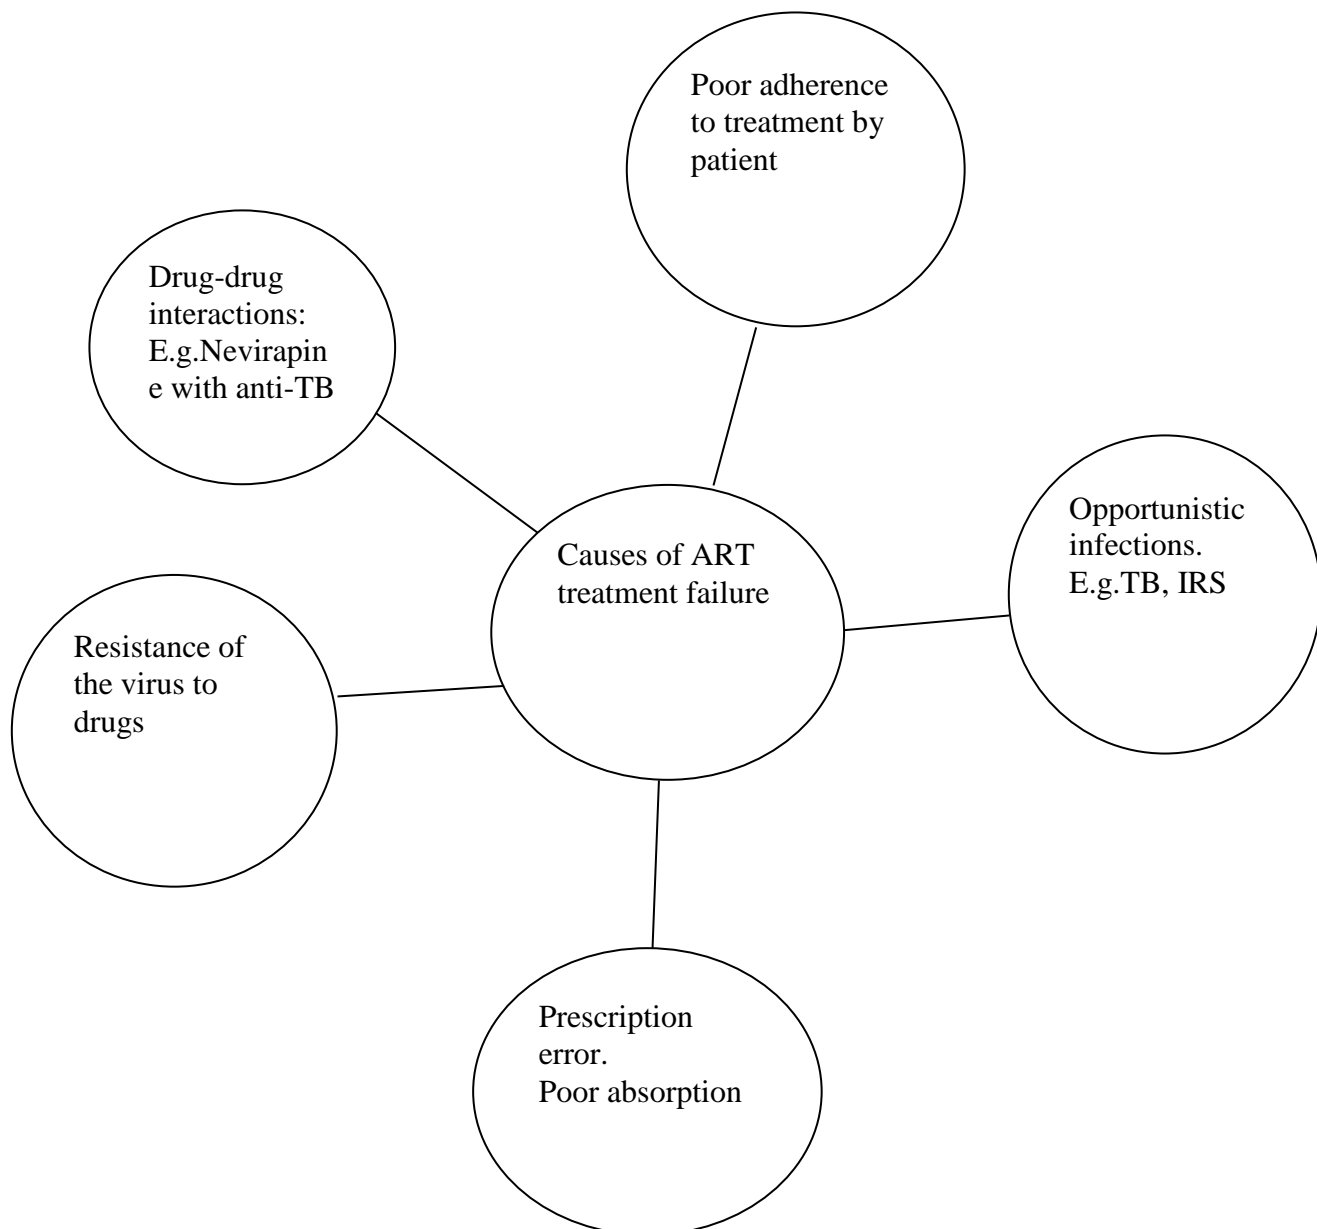 Poor adherence
to treatment by
patient
Drug-drug
interactions:
E.g.Nevirapin
e with anti-TB
Opportunistic
infections.
E.g.TB, IRS
Causes of ART
treatment failure
Resistance of
the virus to
drugs
Prescription
error.
Poor absorption